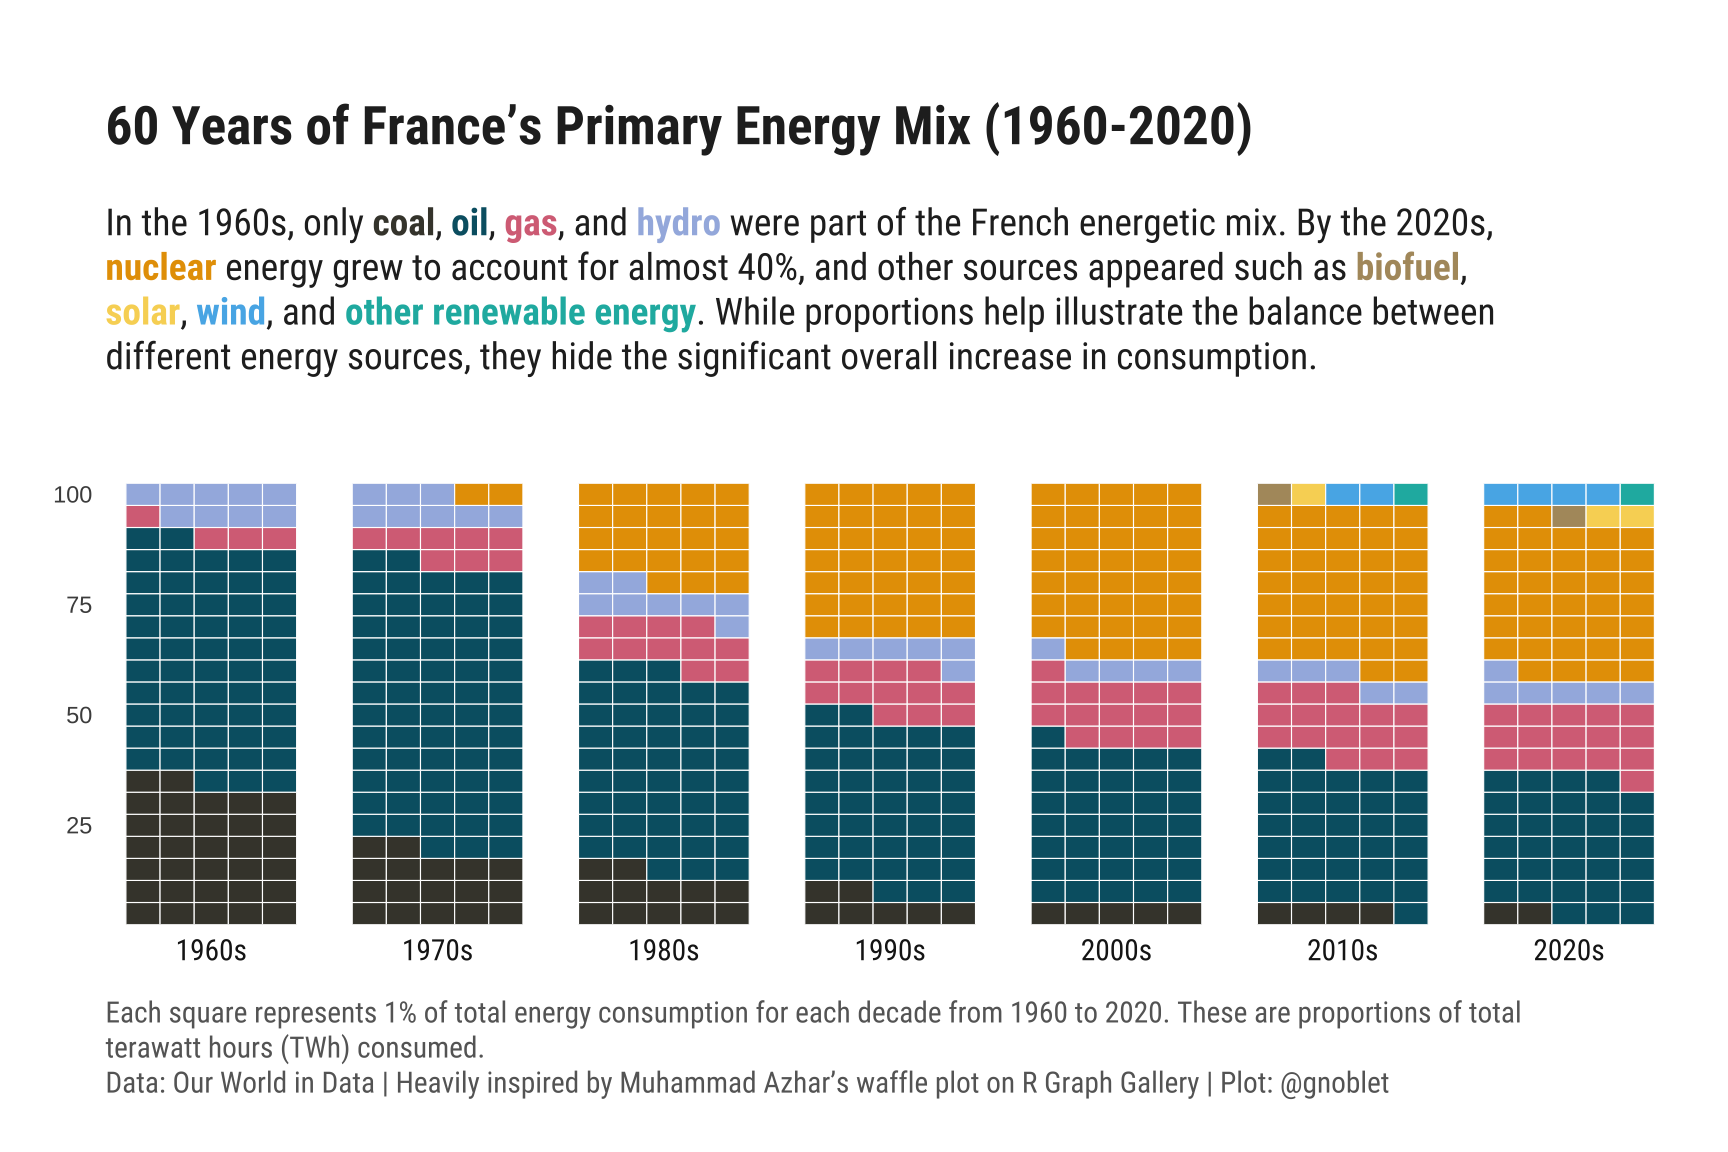 60 Years of France’s Primary Energy Mix (1960-2020)
In the 1960s, only coal, oil, gas, and hydro were part of the French energetic mix. By the 2020s,
nuclear energy grew to account for almost 40%, and other sources appeared such as biofuel,
solar, wind, and other renewable energy. While proportions help illustrate the balance between
different energy sources, they hide the significant overall increase in consumption.
100
75
50
25
1960s 1970s 1980s 1990s 2000s 2010s 2020s
Each square represents 1% of total energy consumption for each decade from 1960 to 2020. These are proportions of total
terawatt hours (TWh) consumed.
Data: Our World in Data | Heavily inspired by Muhammad Azhar’s waffle plot on R Graph Gallery | Plot: @gnoblet